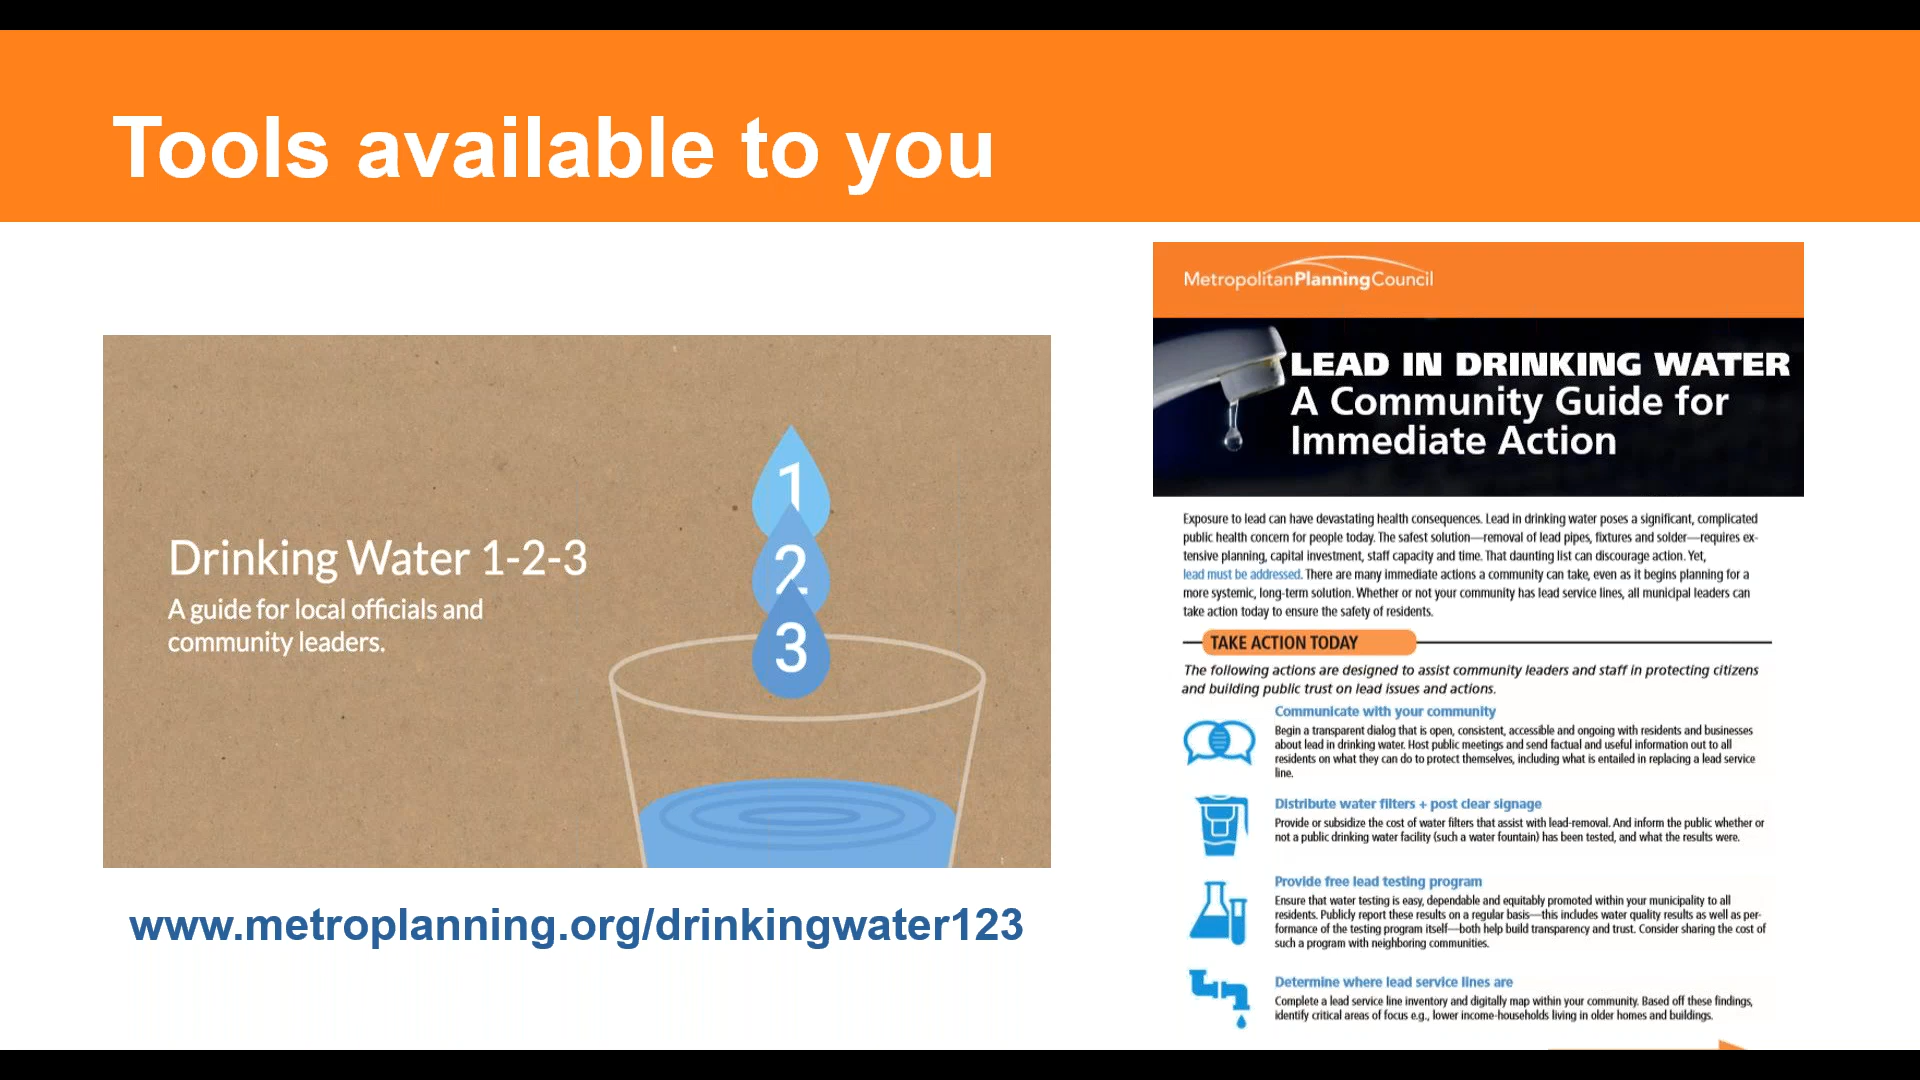 Tools available to you
Drinking Water 1-2-3
A guide for local officials and
community leaders.
1
2
3
www.metroplanning.org/drinkingwater123
MetropolitanPlanningCouncil
LEAD IN DRINKING WATER
A Community Guide for
Immediate Action
Exposure to lead can have devastating health consequences. Lead in drinking water poses a significant, complicated
public health concern for people today. The safest solution—removal of lead pipes, fixtures and solder—requires ex-
tensive planning, capital investment, staff capacity and time. That daunting list can discourage action. Yet,
lead must be addressed. There are many immediate actions a community can take, even as it begins planning for a
more systemic, long-term solution. Whether or not your community has lead service lines, all municipal leaders can
take action today to ensure the safety of residents.
TAKE ACTION TODAY
The following actions are designed to assist community leaders and staff in protecting citizens
and building public trust on lead issues and actions.
Communicate with your community
Begin a transparent dialog that is open, consistent, accessible and ongoing with residents and businesses
about lead in drinking water. Host public meetings and send factual and useful information out to all
residents on what they can do to protect themselves, including what is entailed in replacing a lead service
line.
Distribute water filters + post clear signage
Provide or subsidize the cost of water filters that assist with lead-removal. And inform the public whether or
not a public drinking water facility (such a water fountain) has been tested, and what the results were.
Provide free lead testing program
Ensure that water testing is easy, dependable and equitably promoted within your municipality to all
residents. Publicly report these results on a regular basis—this includes water quality results as well as per-
formance of the testing program itself—both help build transparency and trust. Consider sharing the cost of
such a program with neighboring communities.
Determine where lead service lines are
Complete a lead service line inventory and digitally map within your community. Based off these findings,
identify critical areas of focus e.g., lower income-households living in older homes and buildings.